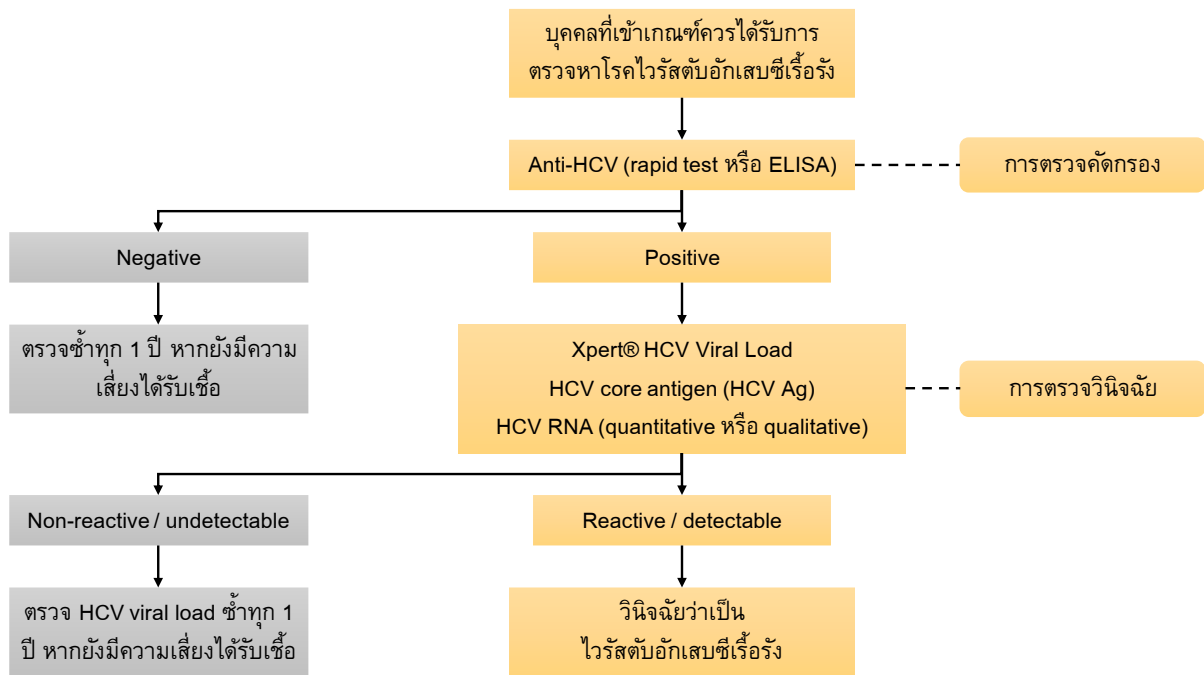 บุคคลที่เข้าเกณฑ์ควรได้รับการ
ตรวจหาโรคไวรัสตับอักเสบซีเรื้อรัง
Anti-HCV (rapid test หรือ ELISA)
การตรวจคัดกรอง
Negative
Positive
ตรวจซ้ำทุก 1 ปี หากยังมีความ
เสี่ยงได้รับเชื้อ
Xpert® HCV Viral Load
HCV core antigen (HCV Ag)
HCV RNA (quantitative หรือ qualitative)
การตรวจวินิจฉัย
Non-reactive / undetectable
Reactive / detectable
ตรวจ HCV viral load ซ้ำทุก 1
ปี หากยังมีความเสี่ยงได้รับเชื้อ
วินิจฉัยว่าเป็น
ไวรัสตับอักเสบซีเรื้อรัง